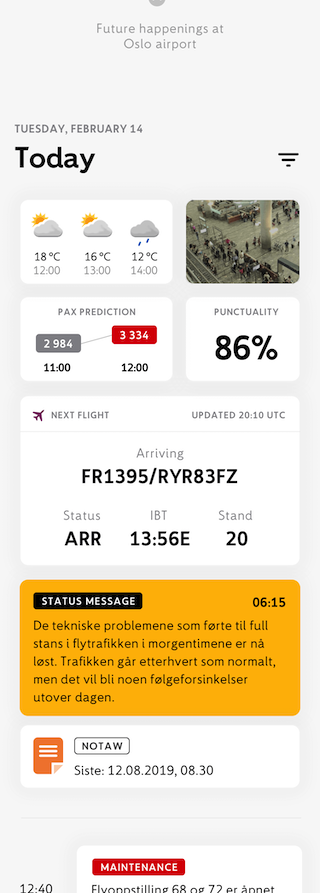 Future happenings at
Oslo airport
TUESDAY, FEBRUARY 14
Today
18 °C 16 °C 12 °C
12:00 13:00 14:00
PAX PREDICTION
2 984 3 334
11:00 12:00
PUNCTUALITY
86%
NEXT FLIGHT UPDATED 20:10 UTC
Arriving
FR1395/RYR83FZ
Status IBT Stand
ARR 13:56E 20
STATUS MESSAGE 06:15
De tekniske problemene som førte til full
stans i flytrafikken i morgentimene er nå
løst. Trafikken går etterhvert som normalt,
men det vil bli noen følgeforsinkelser
utover dagen.
NOTAW
Siste: 12.08.2019, 08.30
MAINTENANCE
12:40 Flyoppstilling 68 og 72 er åpnet